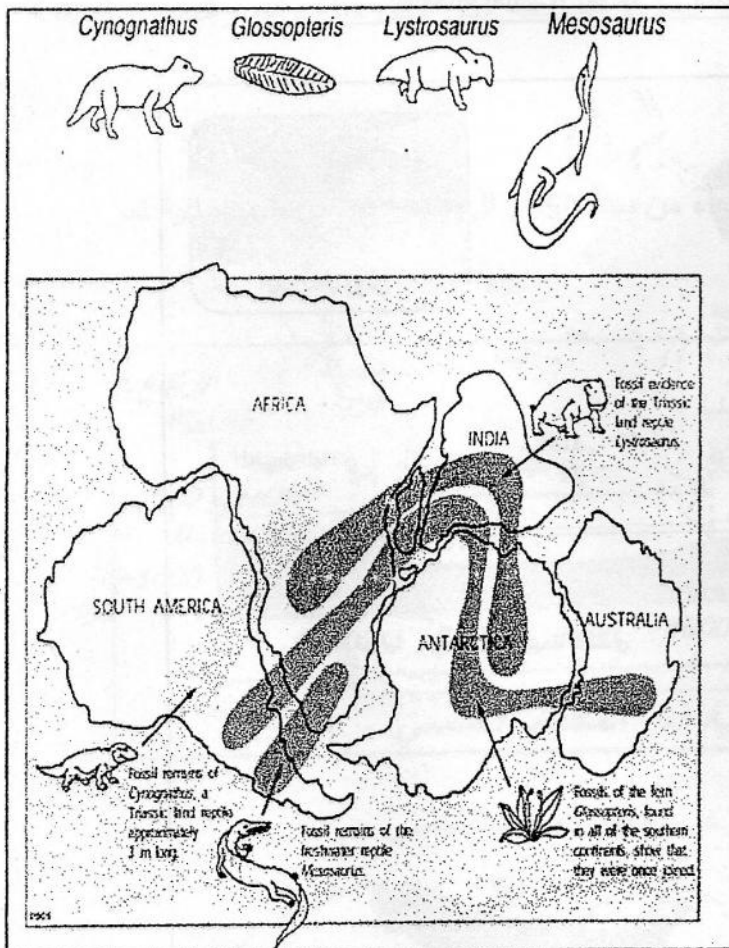 Cynognathus Glossopteris Lystrosaurus Mesosaurus
AFRICA
INDIA
Fossil evidence
of the Triassic
land reptile
Lystrosaurus.
SOUTH AMERICA
ANTARCTICA
AUSTRALIA
Fossil remains of
Cynognathus, a
Triassic land reptile
approximately
3 m long.
Fossil remains of the
freshwater reptile
Mesosaurus.
Fossils of the fern
Glossopteris, found
in all of the southern
continents, show that
they were once joined.